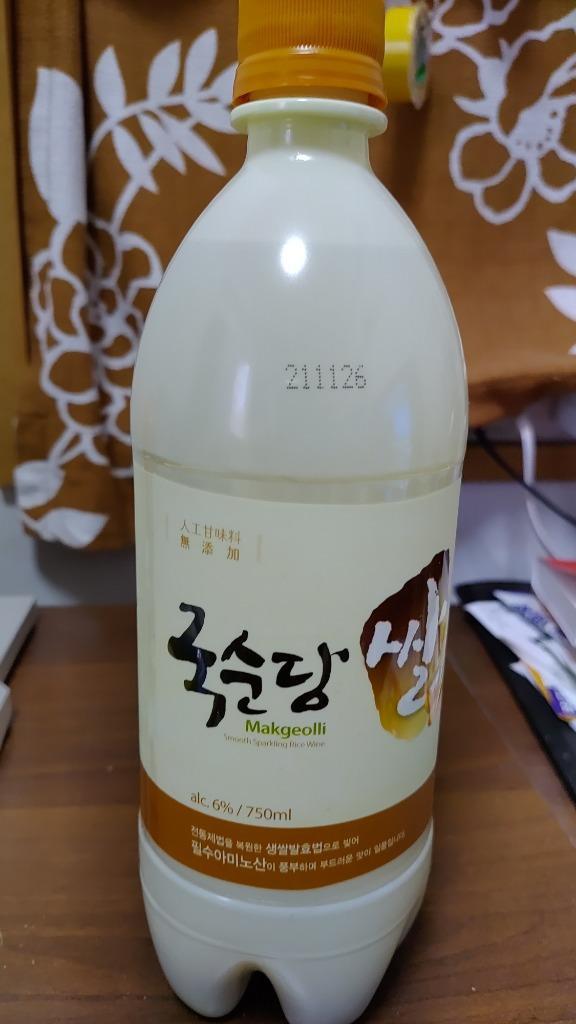 211126
人工甘味料
無添加
국순당
쌀
Makgeolli
Smooth Sparkling Rice Wine
alc. 6% / 750ml
전통제법을 복원한 생쌀발효법으로 빚어
필수아미노산이 풍부하며 부드러운 맛이 일품입니다.